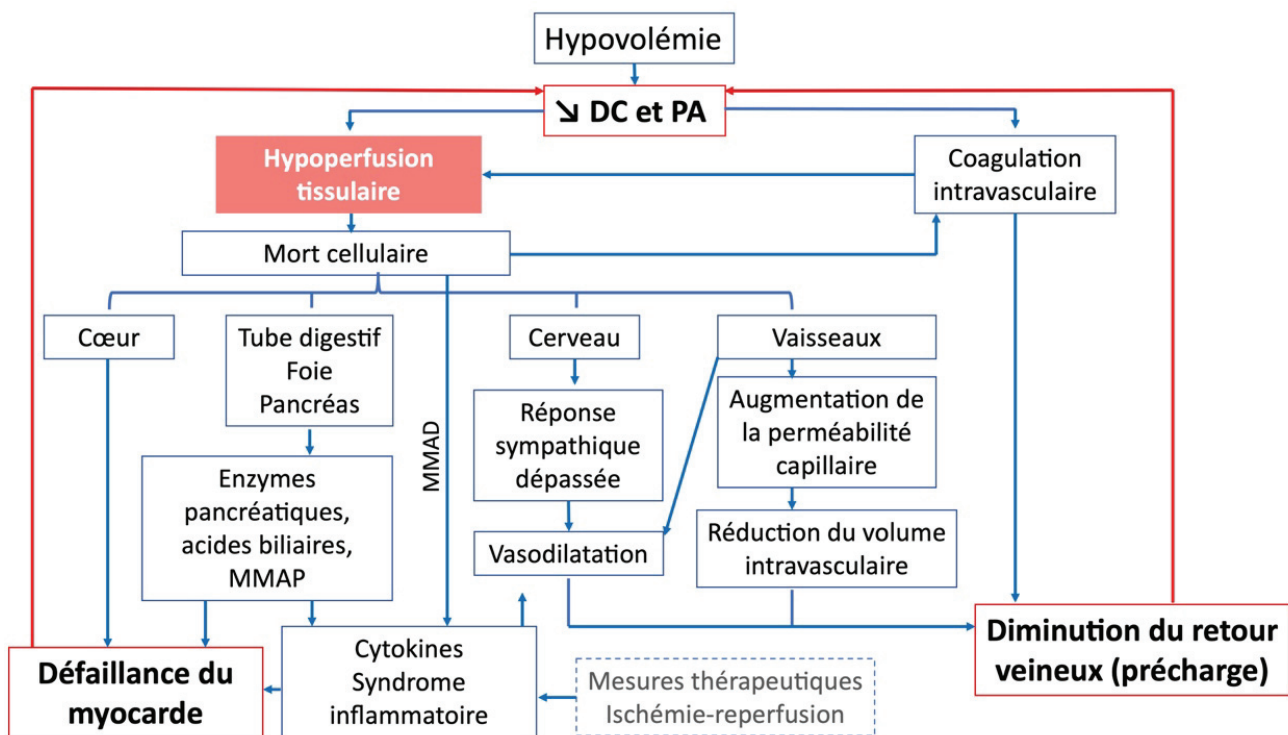 Hypovolémie
↘ DC et PA
Hypoperfusion
tissulaire
Coagulation
intravasculaire
Mort cellulaire
Cœur
Tube digestif
Foie
Pancréas
Cerveau
Vaisseaux
MMAD
Réponse
sympathique
dépassée
Augmentation de
la perméabilité
capillaire
Enzymes
pancréatiques,
acides biliaires,
MMAP
Vasodilatation
Réduction du volume
intravasculaire
Défaillance du
myocarde
Cytokines
Syndrome
inflammatoire
Mesures thérapeutiques
Ischémie-reperfusion
Diminution du retour
veineux (précharge)